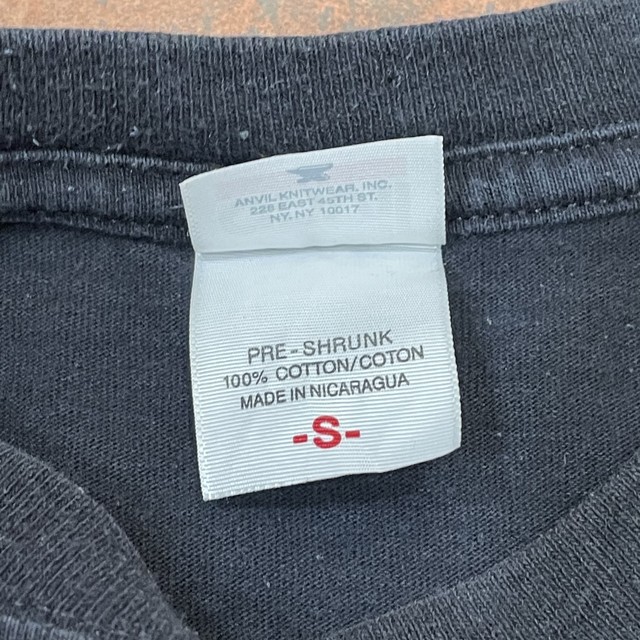 ANVIL KNITWEAR, INC.
228 EAST 45TH ST.
NY, NY 10017
PRE-SHRUNK
100% COTTON/COTON
MADE IN NICARAGUA
-S-